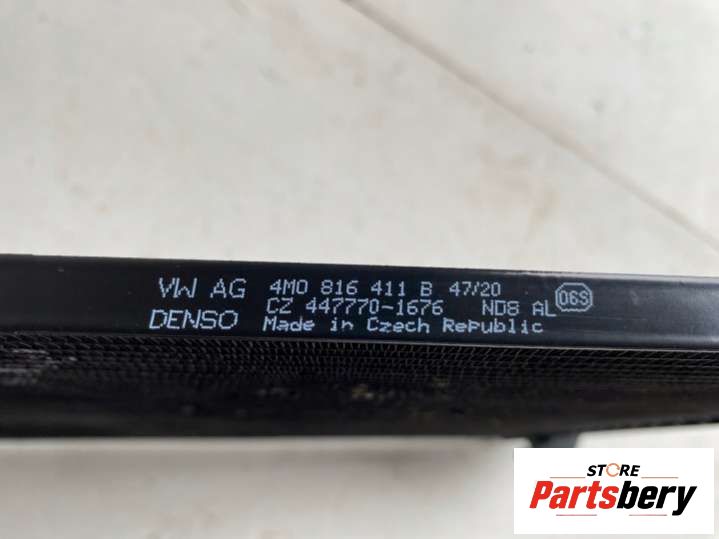 VW AG 4M0 816 411 B 47/20
CZ 447770-1676 ND8 AL 06S
DENSO Made in Czech Republic
STORE
Partsbery